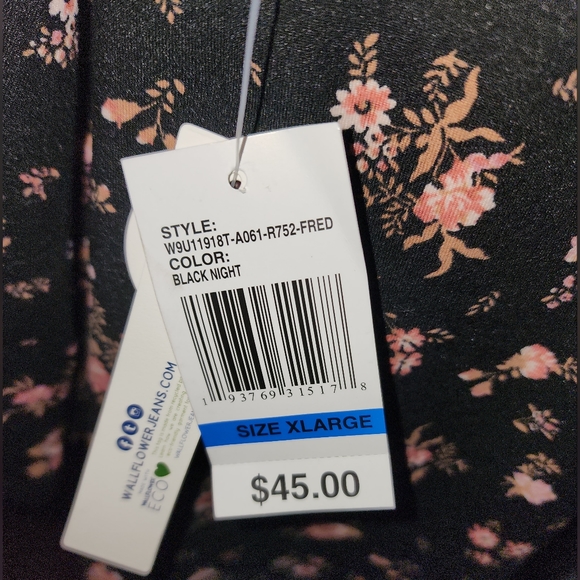 STYLE:
W9U11918T-A061-R752-FRED
COLOR:
BLACK NIGHT
1 93769 31517 8
SIZE XLARGE
$45.00
WALLFLOWERJEANS.COM
ECO